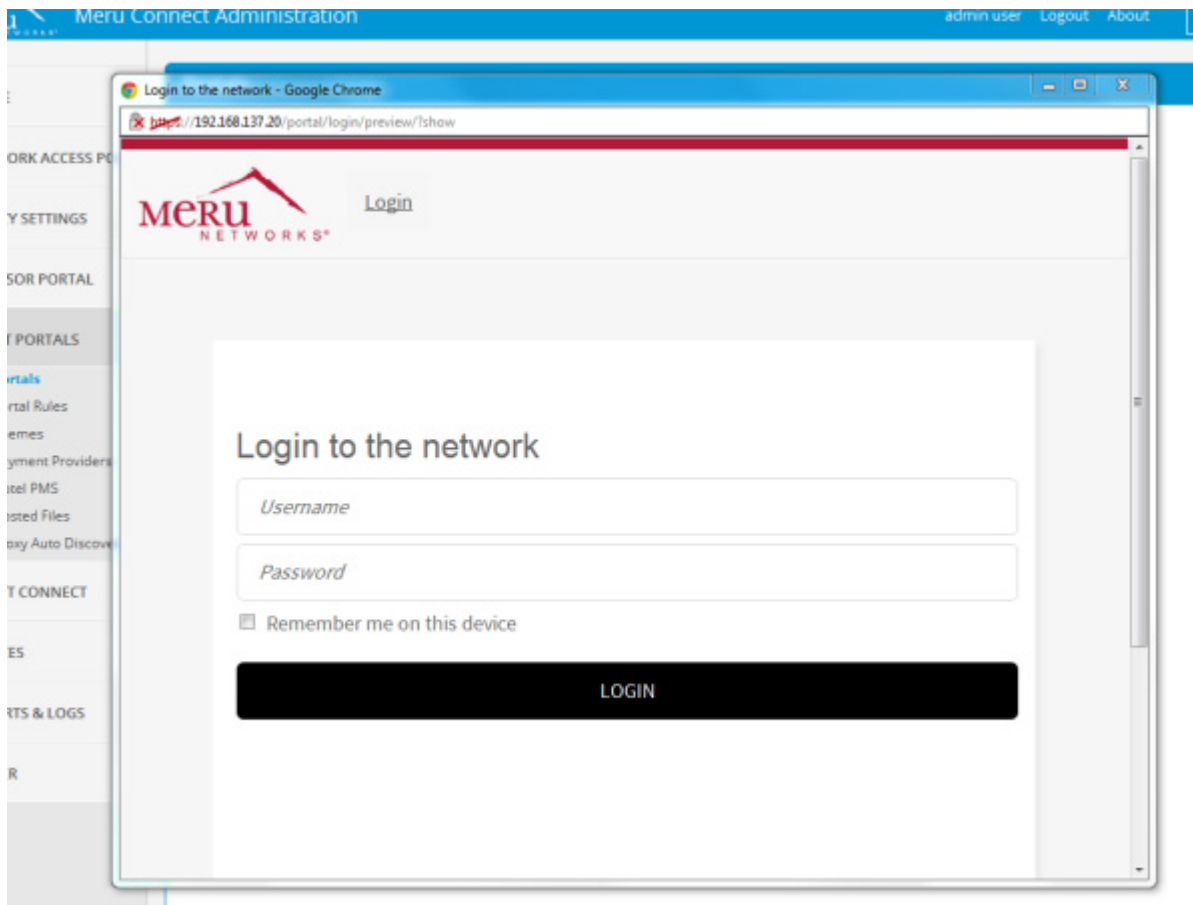 Meru Connect Administration
admin user Logout About
Login to the network - Google Chrome
https://192.168.137.20/portal/login/preview/?show
MERU
NETWORKS®
Login
ORK ACCESS PO
Y SETTINGS
SOR PORTAL
T PORTALS
ortals
rtal Rules
emes
yment Providers
otel PMS
osted Files
oxy Auto Discove
T CONNECT
ES
RTS & LOGS
R
Login to the network
Username
Password
Remember me on this device
LOGIN